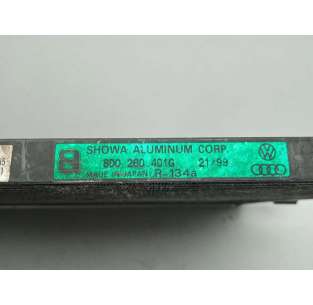 SHOWA ALUMINUM CORP.
8D0 260 401G 21/99
MADE IN JAPAN R-134a